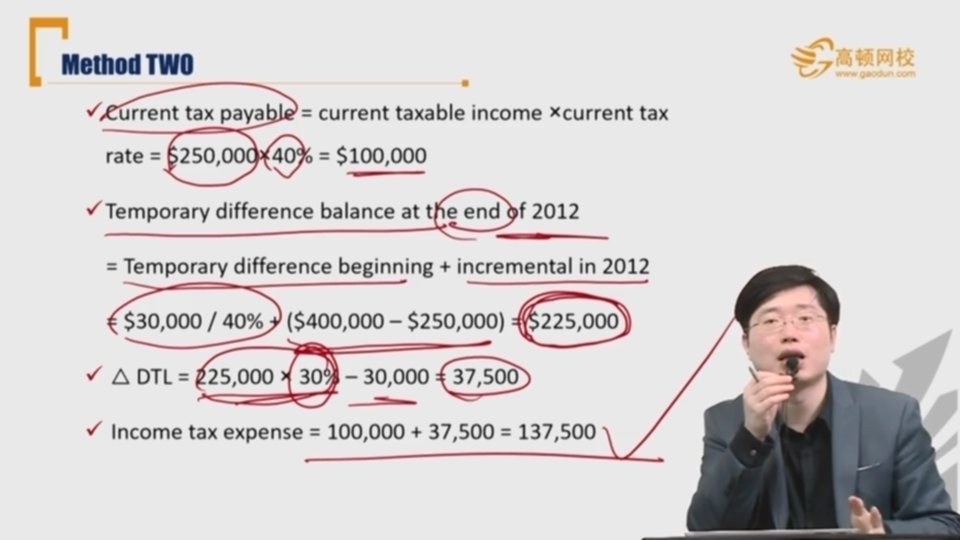 Method TWO
高顿网校
www.gaodun.com
✓Current tax payable = current taxable income ×current tax
rate = $250,000×40% = $100,000
✓Temporary difference balance at the end of 2012
= Temporary difference beginning + incremental in 2012
= $30,000 / 40% + ($400,000 – $250,000) = $225,000
✓ △ DTL = 225,000 × 30% – 30,000 = 37,500
✓ Income tax expense = 100,000 + 37,500 = 137,500